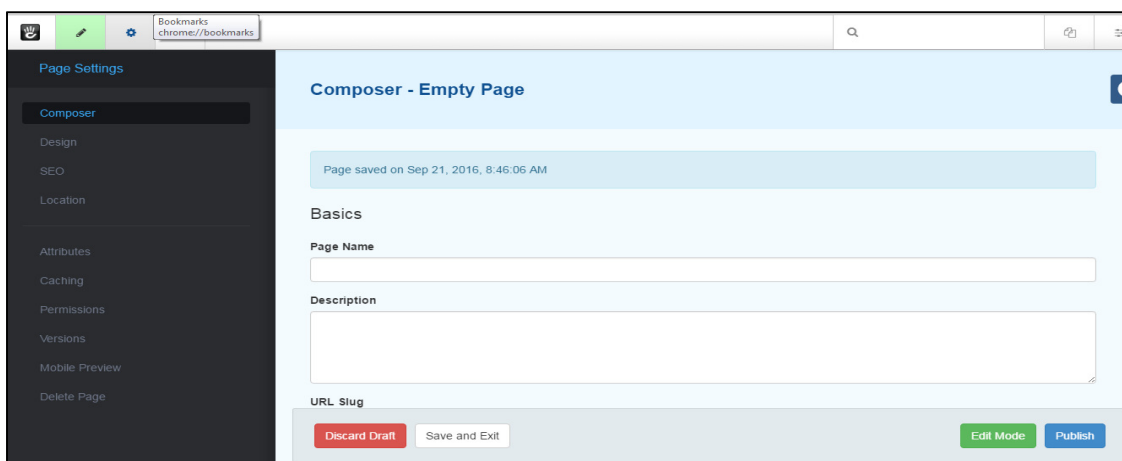 Bookmarks
chrome://bookmarks
Page Settings
Composer
Design
SEO
Location
Attributes
Caching
Permissions
Versions
Mobile Preview
Delete Page
Composer - Empty Page
Page saved on Sep 21, 2016, 8:46:06 AM
Basics
Page Name
Description
URL Slug
Discard Draft
Save and Exit
Edit Mode
Publish